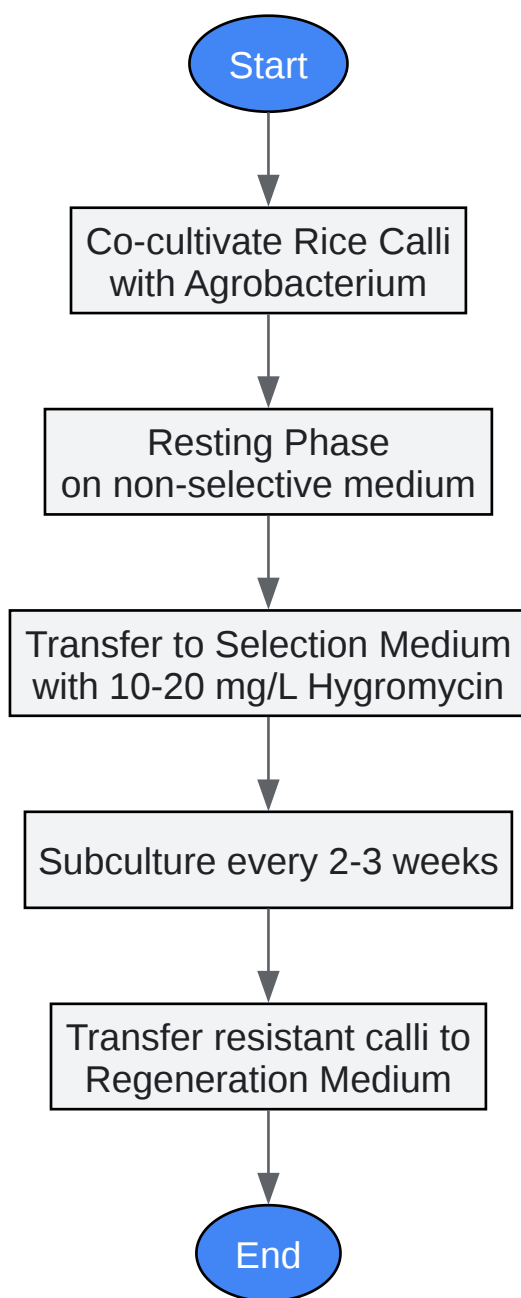 Start
Co-cultivate Rice Calli
with Agrobacterium
Resting Phase
on non-selective medium
Transfer to Selection Medium
with 10-20 mg/L Hygromycin
Subculture every 2-3 weeks
Transfer resistant calli to
Regeneration Medium
End